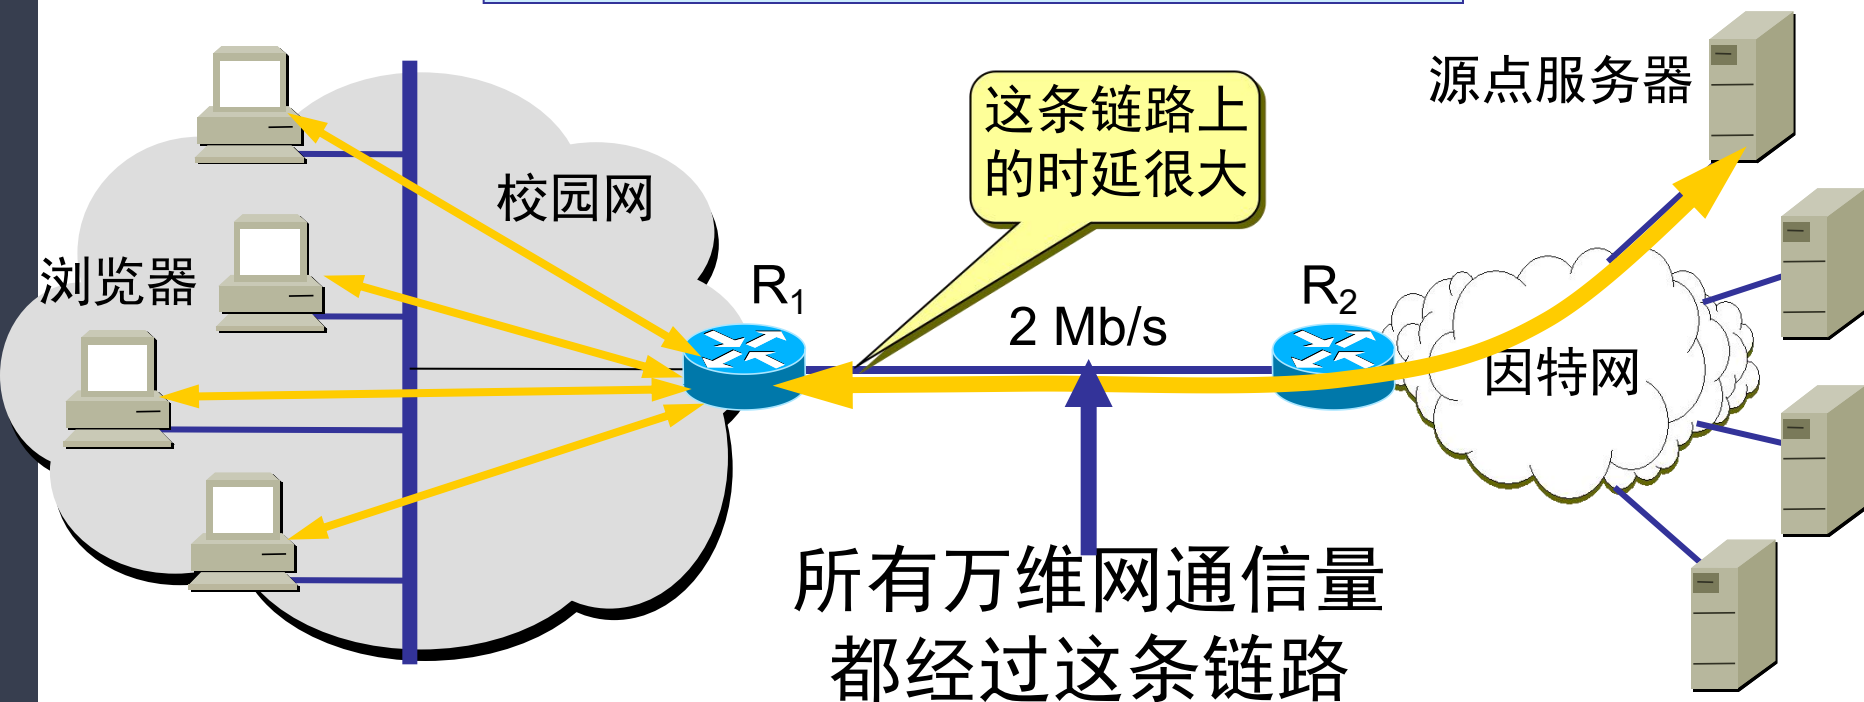 源点服务器
这条链路上
的时延很大
校园网
浏览器
R1
2 Mb/s
R2
因特网
所有万维网通信量
都经过这条链路